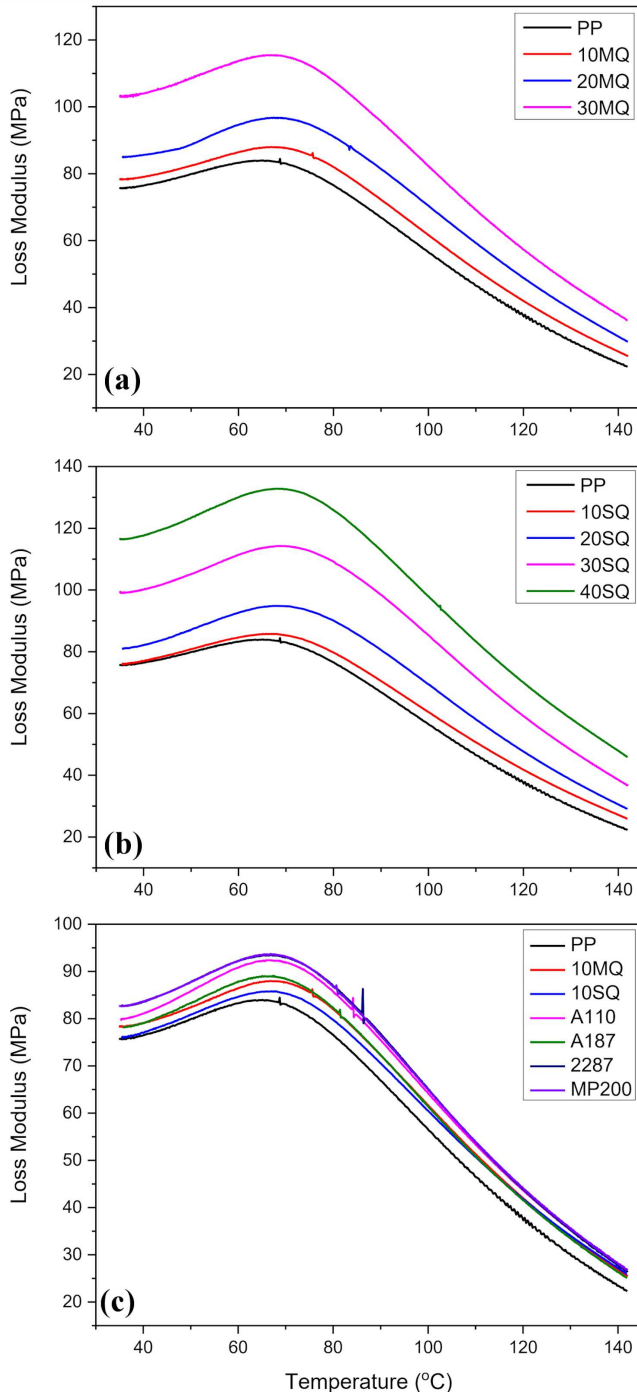 120
100
80
60
40
20
Loss Modulus (MPa)
PP
10MQ
20MQ
30MQ
(a)
40 60 80 100 120 140
140
120
100
80
60
40
20
Loss Modulus (MPa)
PP
10SQ
20SQ
30SQ
40SQ
(b)
40 60 80 100 120 140
100
90
80
70
60
50
40
30
20
Loss Modulus (MPa)
PP
10MQ
10SQ
A110
A187
2287
MP200
(c)
40 60 80 100 120 140
Temperature (°C)